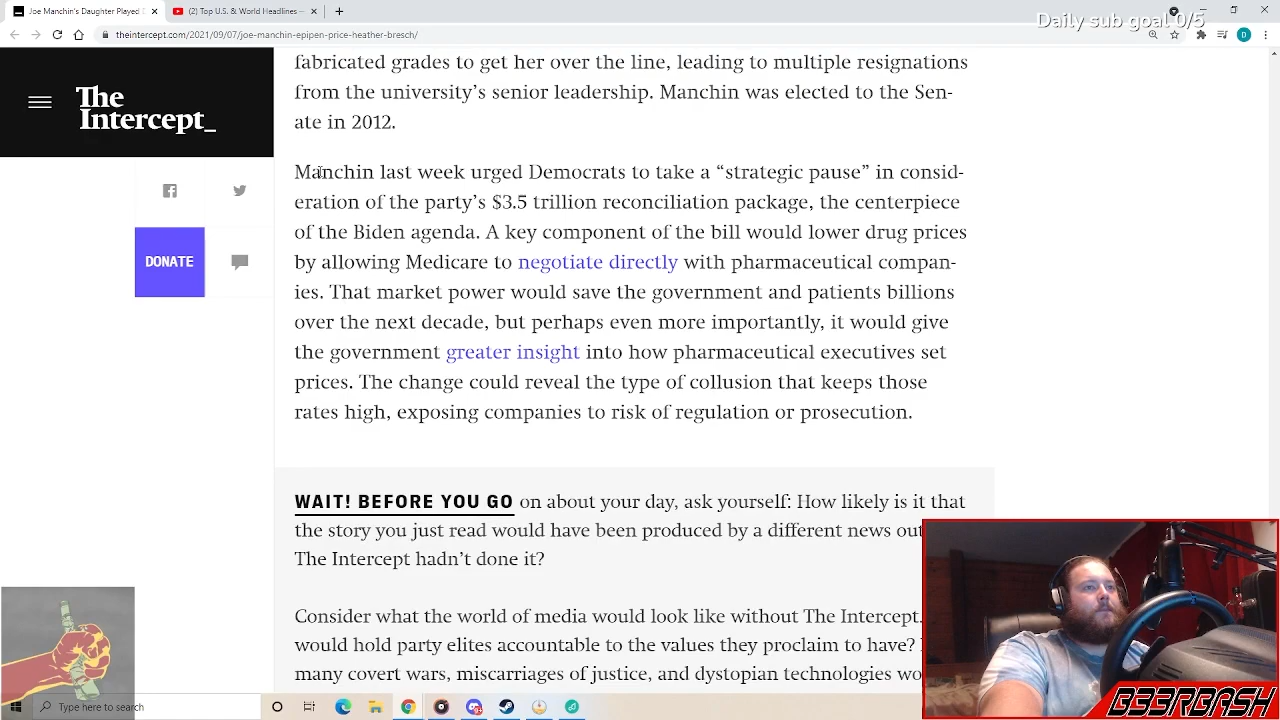 Joe Manchin's Daughter Played D
(2) Top U.S. & World Headlines —
Daily sub goal 0/5
theintercept.com/2021/09/07/joe-manchin-epipen-price-heather-bresch/
D
The
Intercept_
DONATE
fabricated grades to get her over the line, leading to multiple resignations
from the university's senior leadership. Manchin was elected to the Sen-
ate in 2012.
Manchin last week urged Democrats to take a “strategic pause” in consid-
eration of the party's $3.5 trillion reconciliation package, the centerpiece
of the Biden agenda. A key component of the bill would lower drug prices
by allowing Medicare to negotiate directly with pharmaceutical compan-
ies. That market power would save the government and patients billions
over the next decade, but perhaps even more importantly, it would give
the government greater insight into how pharmaceutical executives set
prices. The change could reveal the type of collusion that keeps those
rates high, exposing companies to risk of regulation or prosecution.
WAIT! BEFORE YOU GO on about your day, ask yourself: How likely is it that
the story you just read would have been produced by a different news ou
The Intercept hadn't done it?
Consider what the world of media would look like without The Intercept.
would hold party elites accountable to the values they proclaim to have?
many covert wars, miscarriages of justice, and dystopian technologies wo
Type here to search
B33RBASH